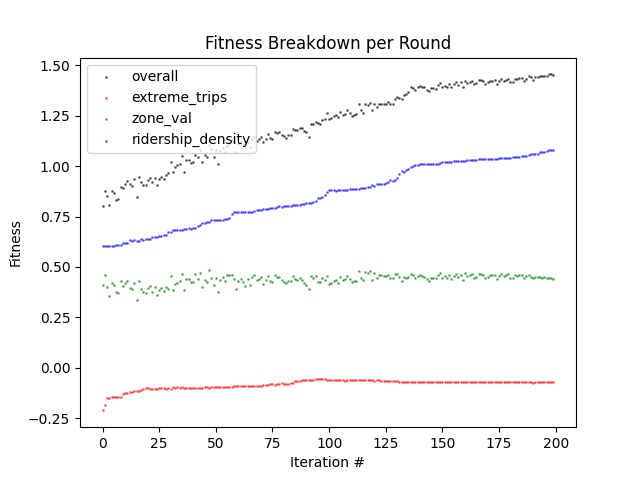 Fitness Breakdown per Round
overall
extreme_trips
zone_val
ridership_density
Fitness
1.50
1.25
1.00
0.75
0.50
0.25
0.00
−0.25
0 25 50 75 100 125 150 175 200
Iteration #